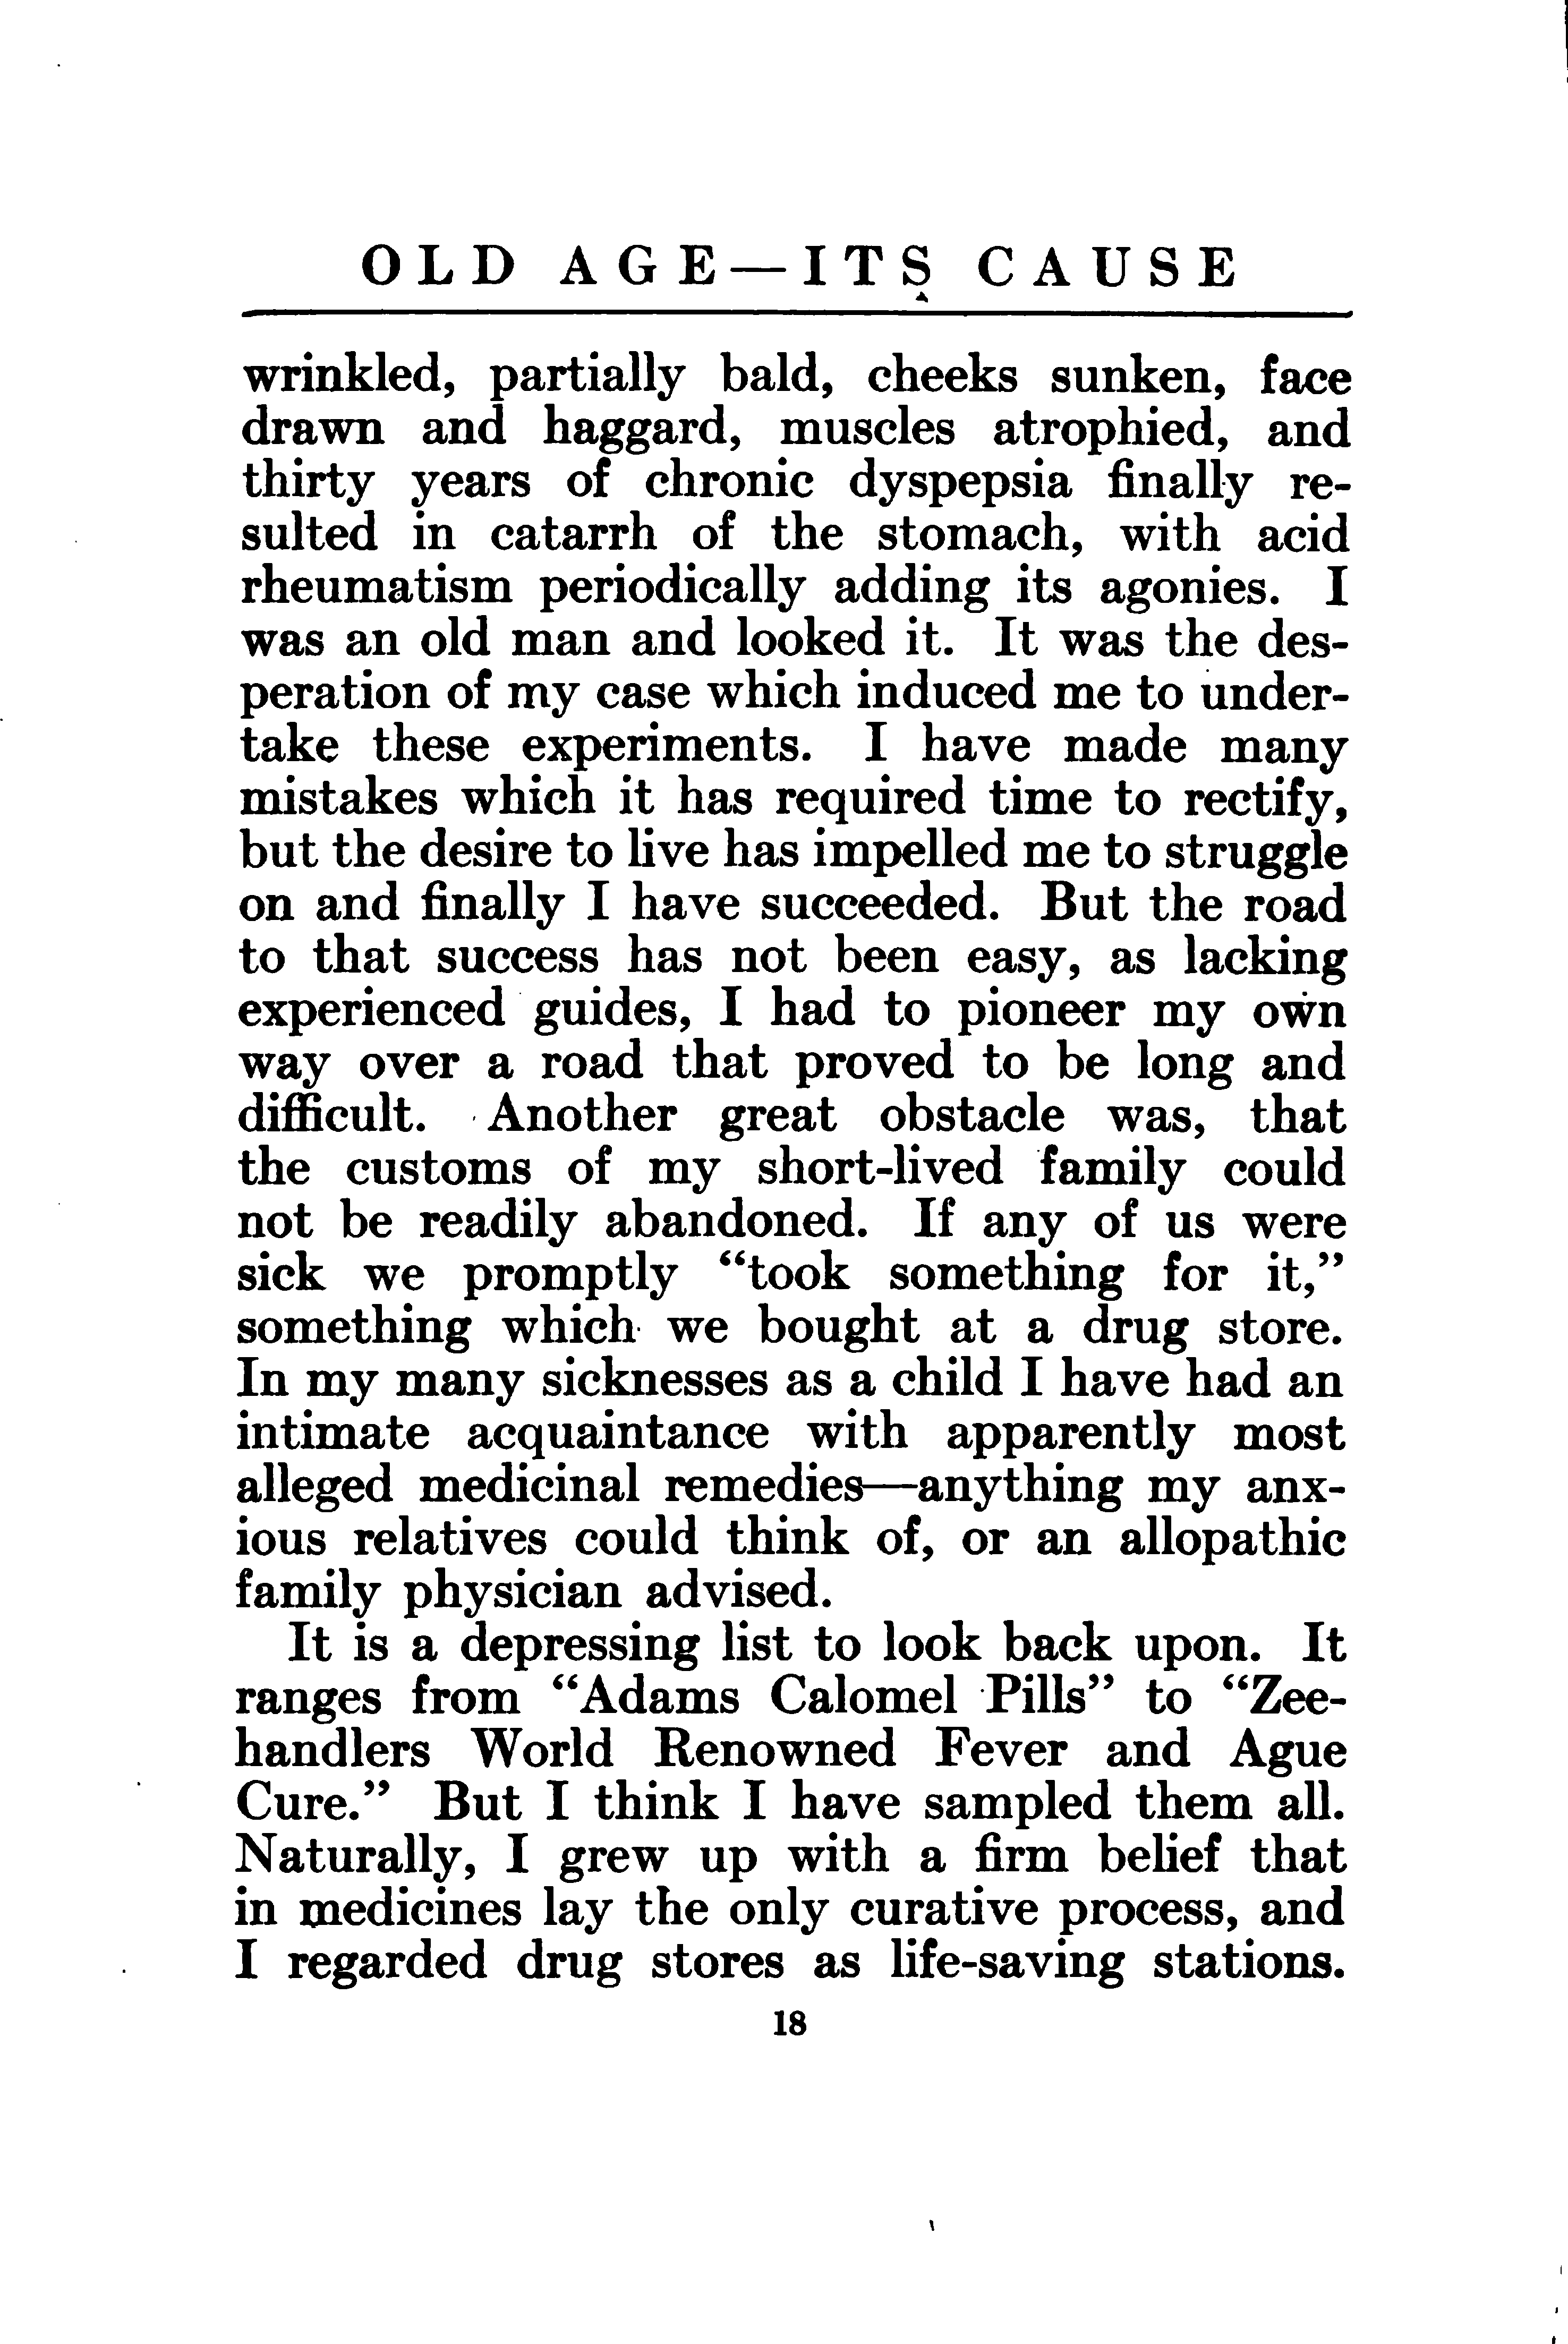 OLD AGE—ITS CAUSE
wrinkled, partially bald, cheeks sunken, face
drawn and haggard, muscles atrophied, and
thirty years of chronic dyspepsia finally re-
sulted in catarrh of the stomach, with acid
rheumatism periodically adding its agonies. I
was an old man and looked it. It was the des-
peration of my case which induced me to under-
take these experiments. I have made many
mistakes which it has required time to rectify,
but the desire to live has impelled me to struggle
on and finally I have succeeded. But the road
to that success has not been easy, as lacking
experienced guides, I had to pioneer my own
way over a road that proved to be long and
difficult. Another great obstacle was, that
the customs of my short-lived family could
not be readily abandoned. If any of us were
sick we promptly “took something for it,”
something which we bought at a drug store.
In my many sicknesses as a child I have had an
intimate acquaintance with apparently most
alleged medicinal remedies—anything my anx-
ious relatives could think of, or an allopathic
family physician advised.
It is a depressing list to look back upon. It
ranges from “Adams Calomel Pills” to “Zee-
handlers World Renowned Fever and Ague
Cure.” But I think I have sampled them all.
Naturally, I grew up with a firm belief that
in medicines lay the only curative process, and
I regarded drug stores as life-saving stations.
18